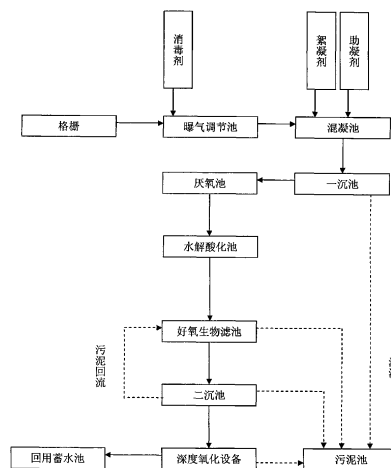 消毒剂
絮凝剂
助凝剂
格栅
曝气调节池
混凝池
厌氧池
一沉池
水解酸化池
好氧生物滤池
污泥回流
二沉池
回用蓄水池
深度氧化设备
污泥池